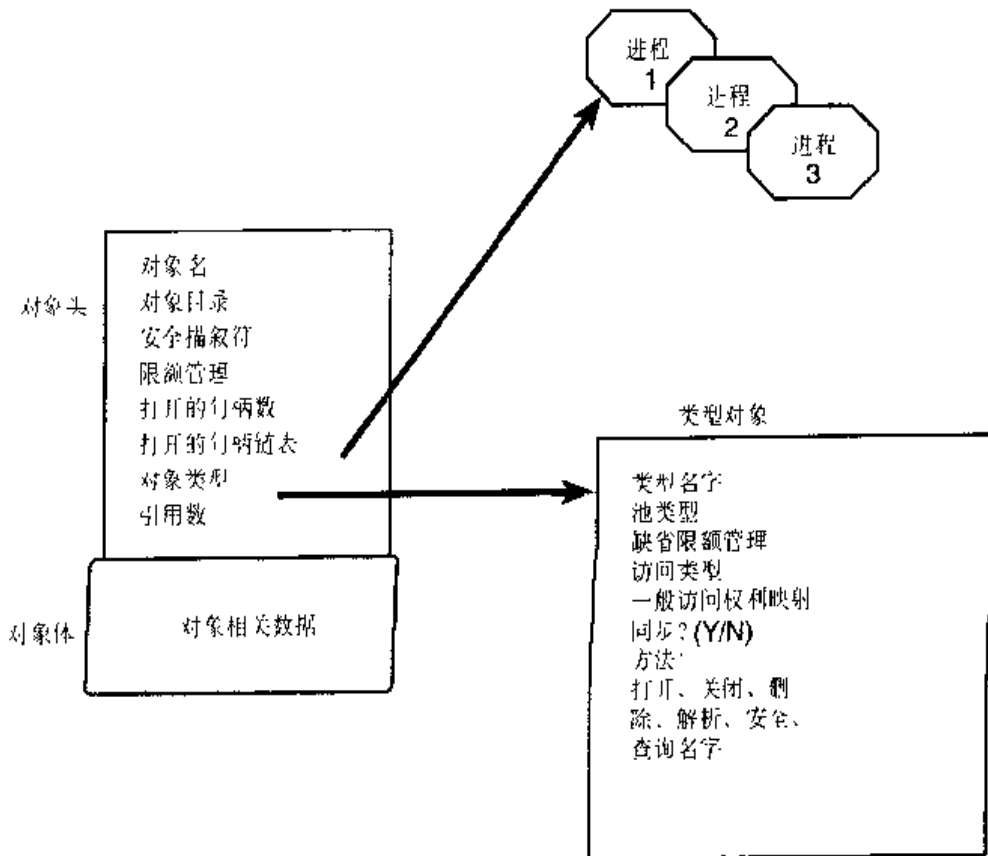 进程
1
进程
2
进程
3
对象头
对象名
对象目录
安全描叙符
限额管理
打开的句柄数
打开的句柄链表
对象类型
引用数
对象体
对象相关数据
类型对象
类型名字
池类型
缺省限额管理
访问类型
一般访问权利映射
同步?(Y/N)
方法:
打开、关闭、删
除、解析、安全、
查询名字